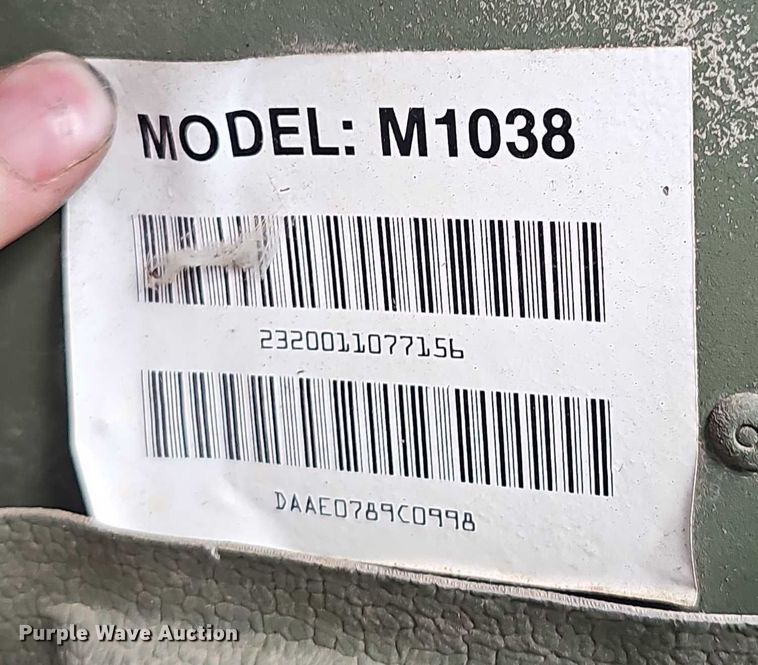 MODEL: M1038
2320011077156
DAAE0789C0998
Purple Wave Auction